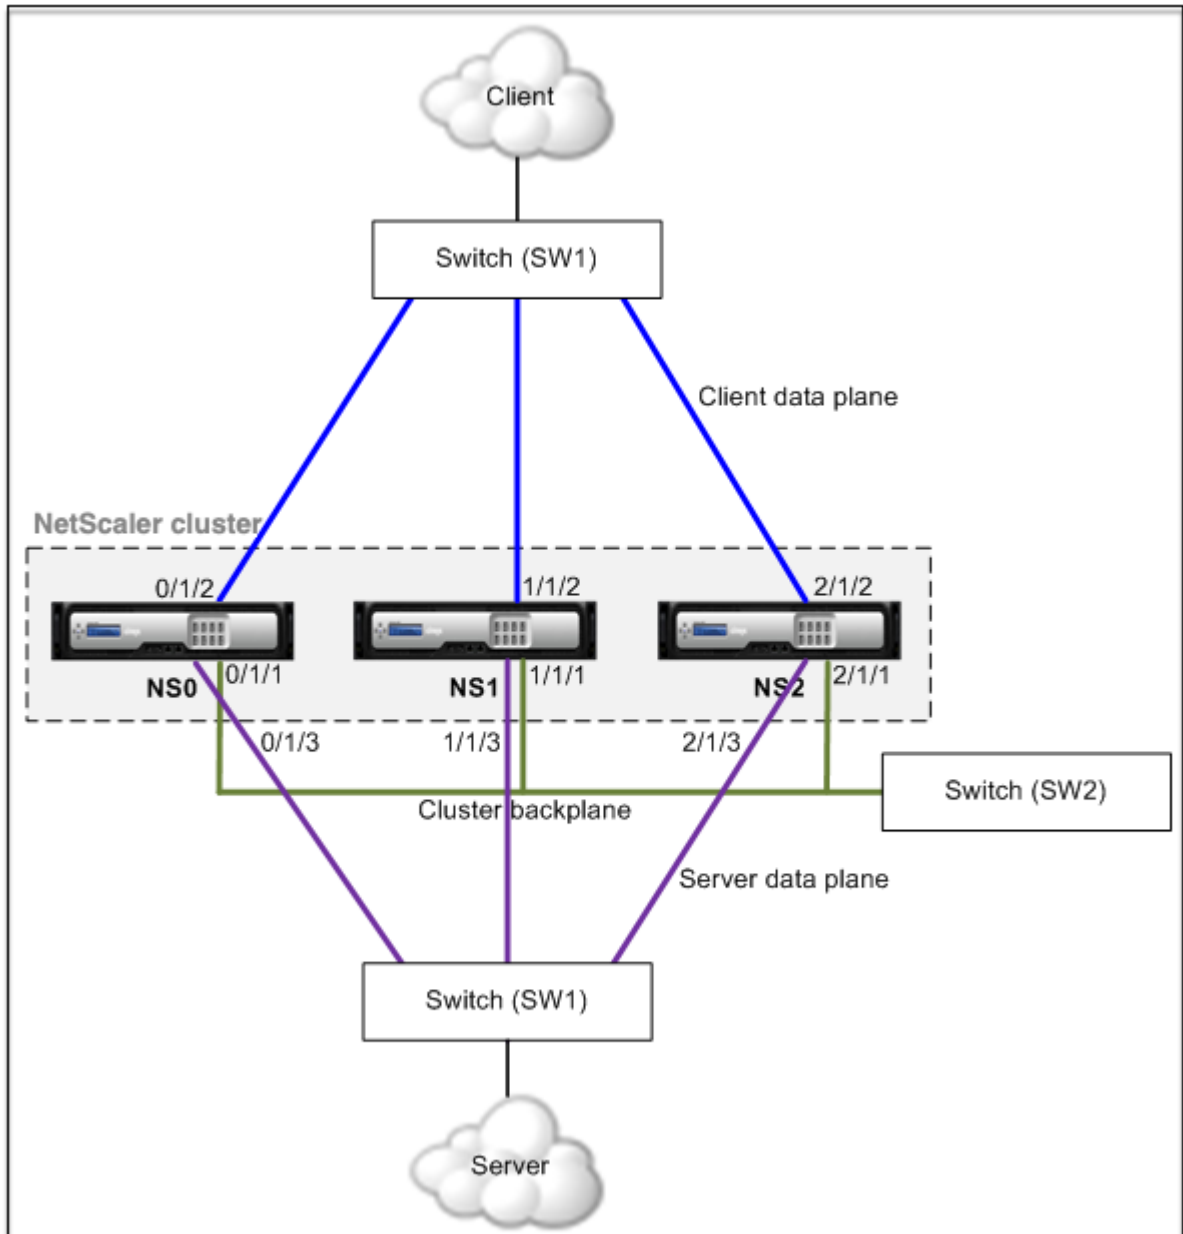 Client
Switch (SW1)
Client data plane
NetScaler cluster
0/1/2
1/1/2
2/1/2
0/1/1
1/1/1
2/1/1
NS0
NS1
NS2
0/1/3
1/1/3
2/1/3
Switch (SW2)
Cluster backplane
Server data plane
Switch (SW1)
Server